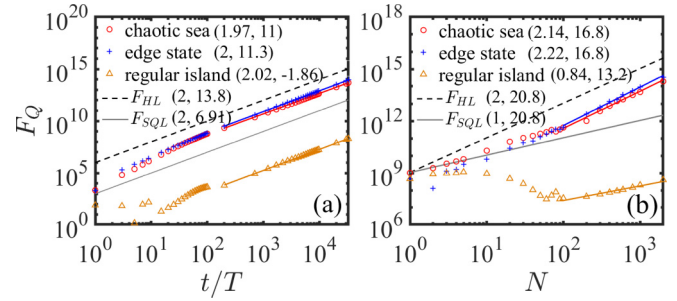 F_Q
10^20
10^15
10^10
10^5
10^0
chaotic sea (1.97, 11)
edge state (2, 11.3)
regular island (2.02, -1.86)
F_HL (2, 13.8)
F_SQL (2, 6.91)
(a)
10^0 10^2 10^4
t/T
10^18
10^15
10^12
10^9
10^6
chaotic sea (2.14, 16.8)
edge state (2.22, 16.8)
regular island (0.84, 13.2)
F_HL (2, 20.8)
F_SQL (1, 20.8)
(b)
10^0 10^1 10^2 10^3
N